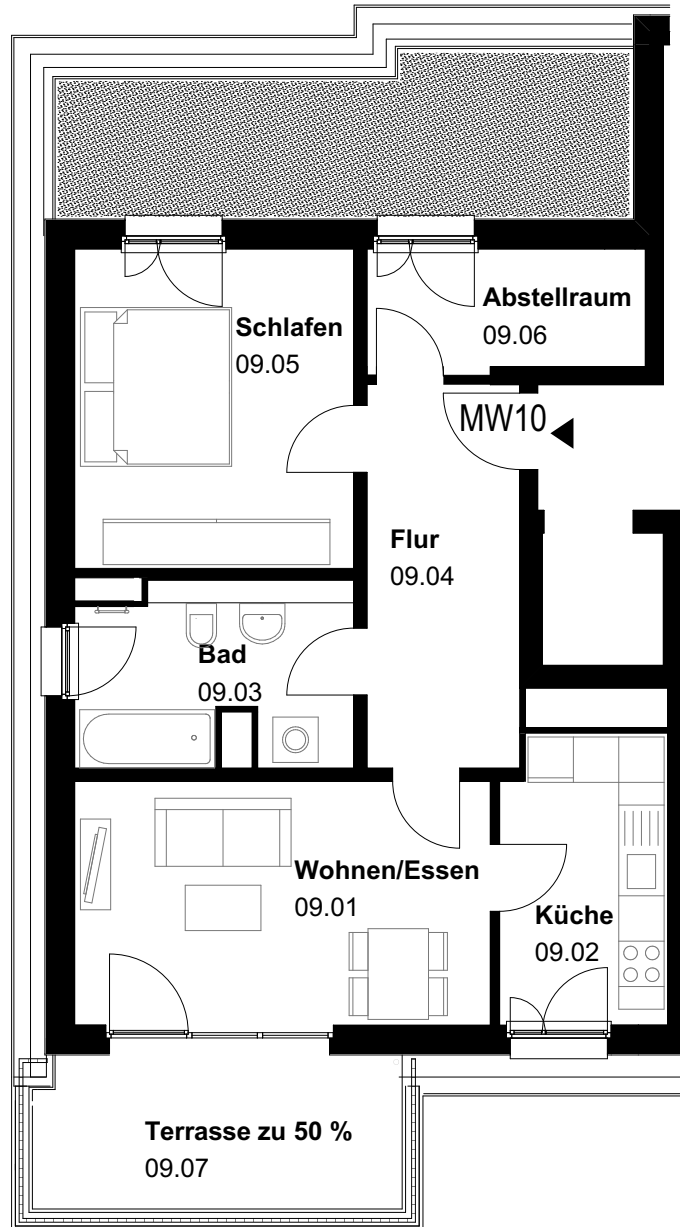 Abstellraum
09.06
Schlafen
09.05
MW10
Flur
09.04
Bad
09.03
Wohnen/Essen
09.01
Küche
09.02
Terrasse zu 50 %
09.07